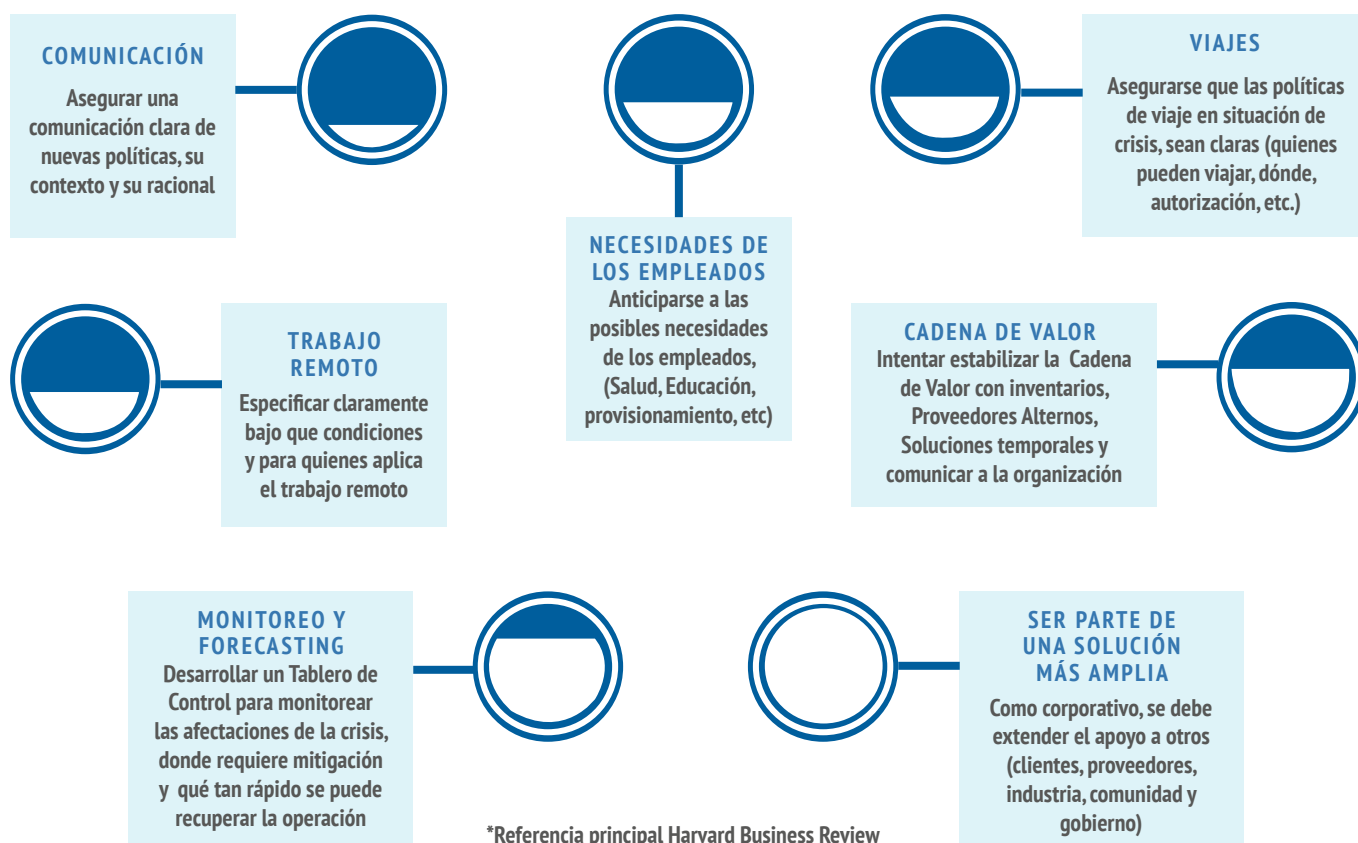 COMUNICACIÓN
Asegurar una
comunicación clara de
nuevas políticas, su
contexto y su racional
VIAJES
Asegurarse que las políticas
de viaje en situación de
crisis, sean claras (quienes
pueden viajar, dónde,
autorización, etc.)
NECESIDADES DE
LOS EMPLEADOS
Anticiparse a las
posibles necesidades
de los empleados,
(Salud, Educación,
provisionamiento, etc)
TRABAJO
REMOTO
Especificar claramente
bajo que condiciones
y para quienes aplica
el trabajo remoto
CADENA DE VALOR
Intentar estabilizar la Cadena
de Valor con inventarios,
Proveedores Alternos,
Soluciones temporales y
comunicar a la organización
MONITOREO Y
FORECASTING
Desarrollar un Tablero de
Control para monitorear
las afectaciones de la crisis,
donde requiere mitigación
y qué tan rápido se puede
recuperar la operación
SER PARTE DE
UNA SOLUCIÓN
MÁS AMPLIA
Como corporativo, se debe
extender el apoyo a otros
(clientes, proveedores,
industria, comunidad y
gobierno)
*Referencia principal Harvard Business Review